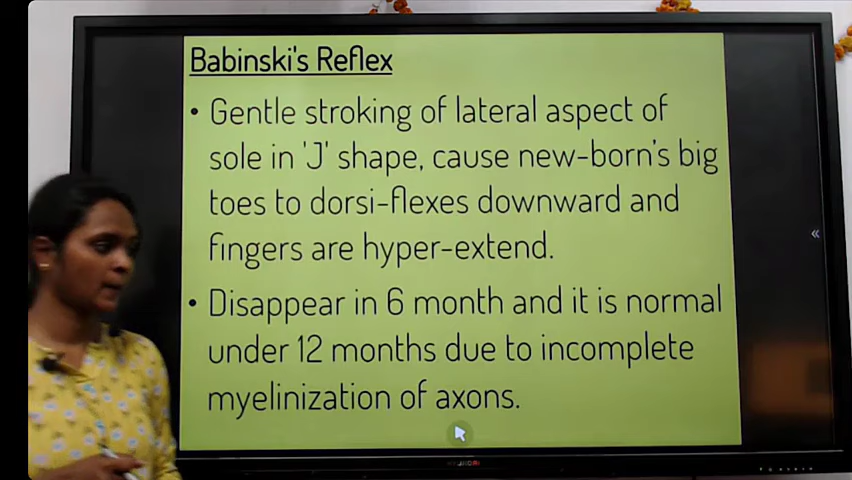 Babinski's Reflex
• Gentle stroking of lateral aspect of
sole in 'J' shape, cause new-born's big
toes to dorsi-flexes downward and
fingers are hyper-extend.
• Disappear in 6 month and it is normal
under 12 months due to incomplete
myelinization of axons.